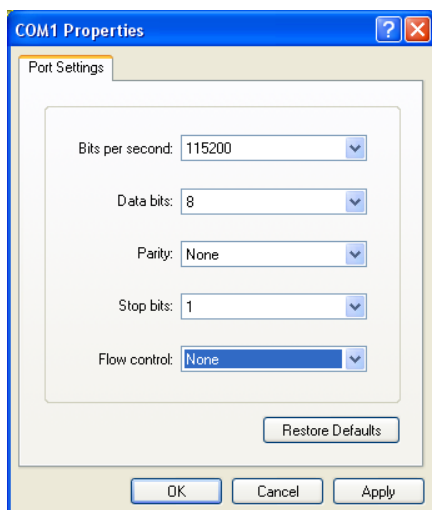 COM1 Properties
Port Settings
Bits per second: 115200
Data bits: 8
Parity: None
Stop bits: 1
Flow control: None
Restore Defaults
OK Cancel Apply